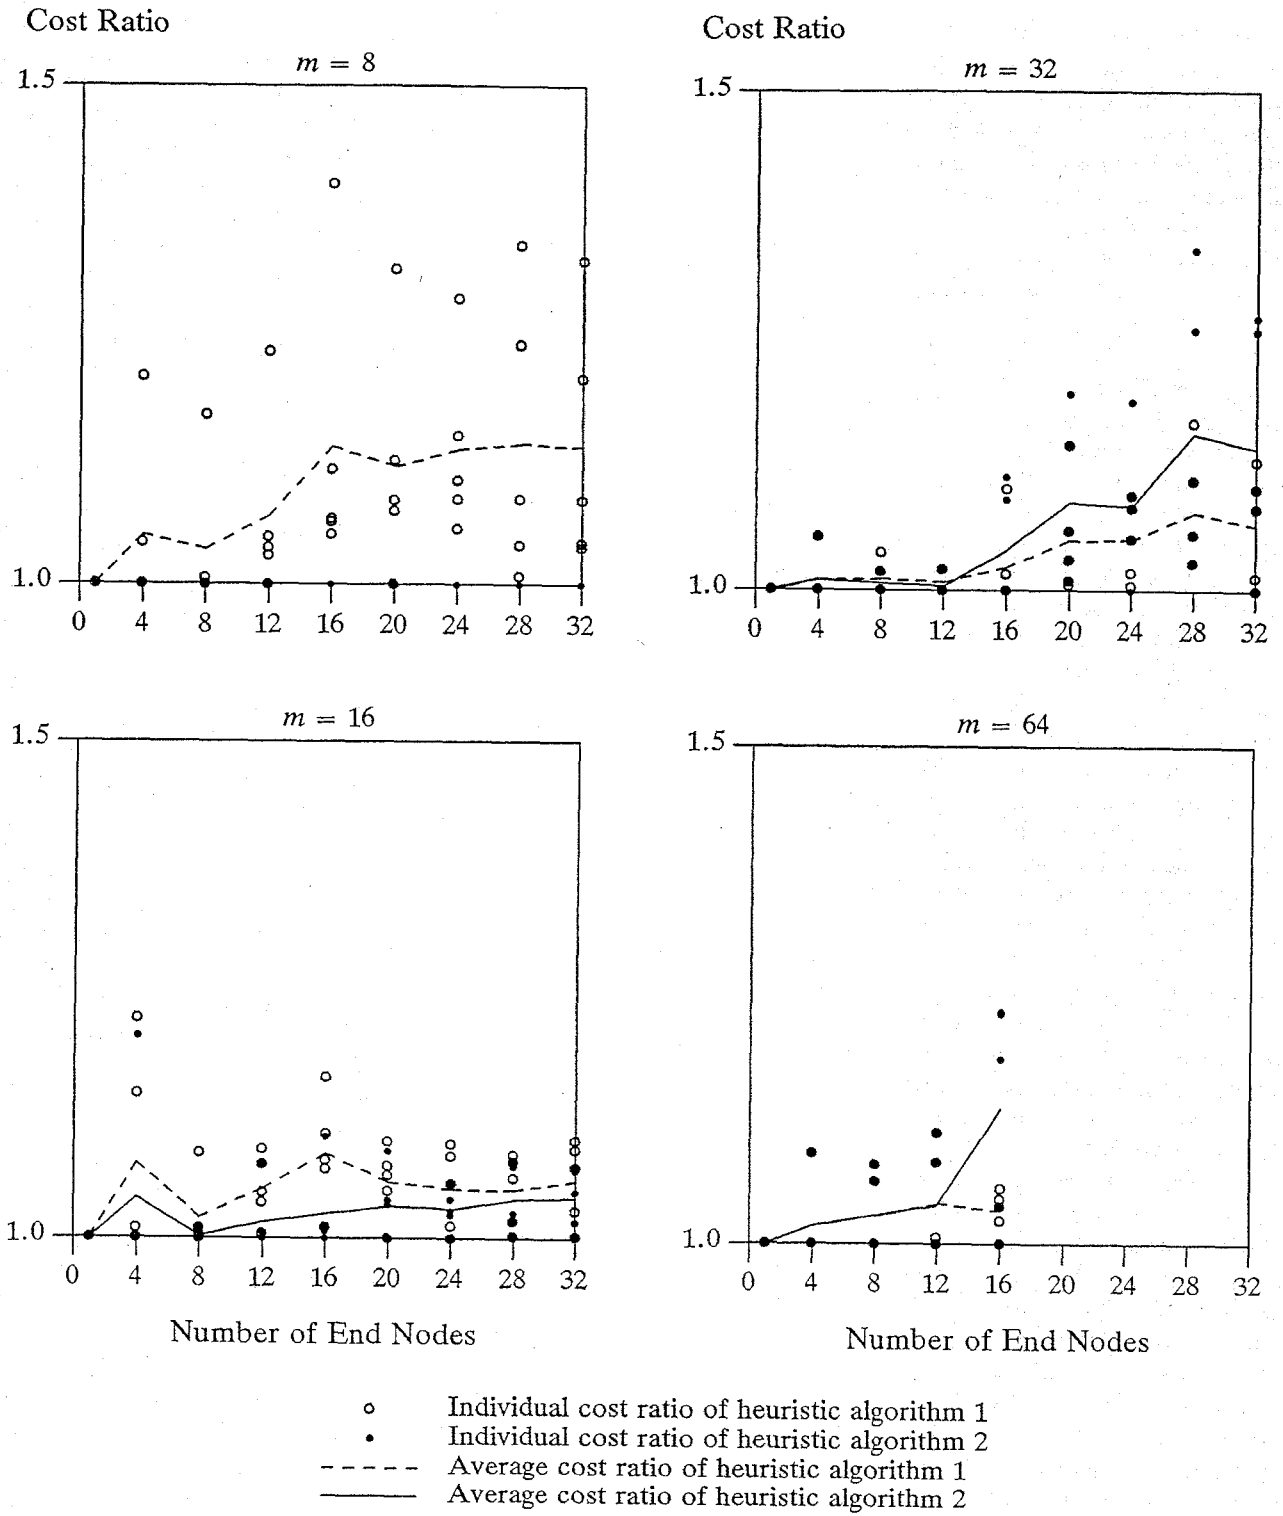 Cost Ratio
m = 8
1.5
1.0
0 4 8 12 16 20 24 28 32
Cost Ratio
m = 32
1.5
1.0
0 4 8 12 16 20 24 28 32
m = 16
1.5
1.0
0 4 8 12 16 20 24 28 32
Number of End Nodes
m = 64
1.5
1.0
0 4 8 12 16 20 24 28 32
Number of End Nodes
Individual cost ratio of heuristic algorithm 1
Individual cost ratio of heuristic algorithm 2
Average cost ratio of heuristic algorithm 1
Average cost ratio of heuristic algorithm 2